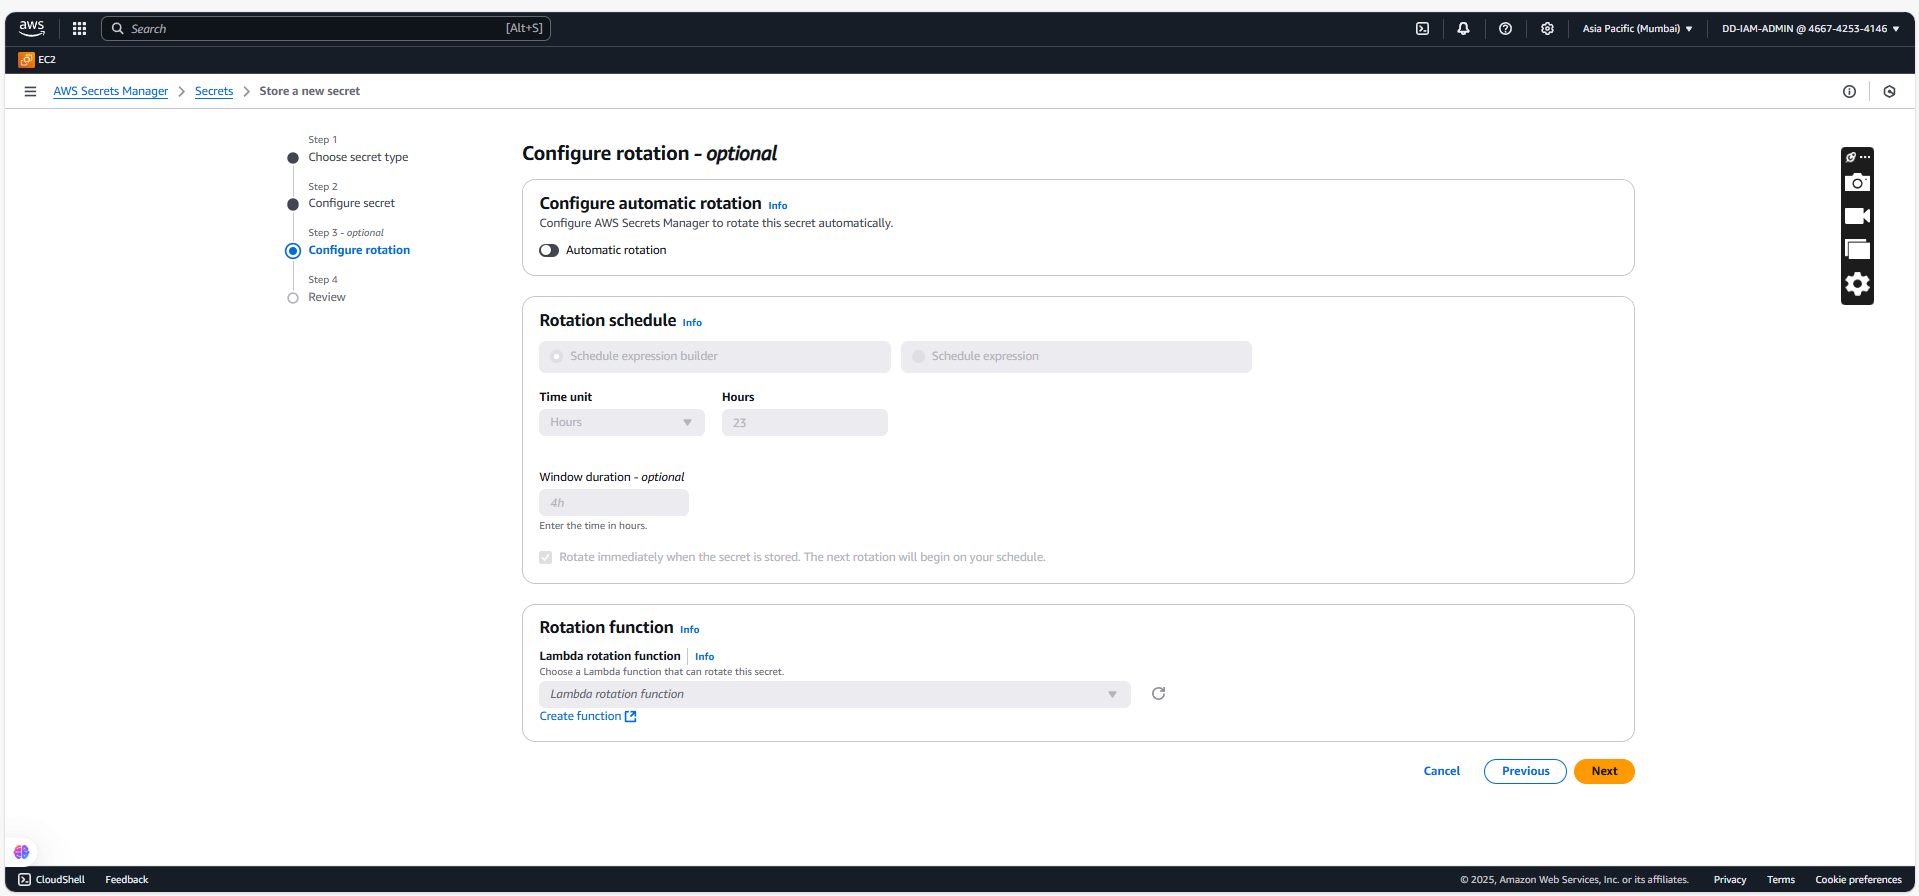 aws
Search [Alt+S]
Asia Pacific (Mumbai)
DD-IAM-ADMIN @ 4667-4253-4146
EC2
AWS Secrets Manager
Secrets
Store a new secret
Step 1
Choose secret type
Step 2
Configure secret
Step 3 - optional
Configure rotation
Step 4
Review
Configure rotation - optional
Configure automatic rotation Info
Configure AWS Secrets Manager to rotate this secret automatically.
Automatic rotation
Rotation schedule Info
Schedule expression builder
Schedule expression
Time unit
Hours
Hours
23
Window duration - optional
4h
Enter the time in hours.
Rotate immediately when the secret is stored. The next rotation will begin on your schedule.
Rotation function Info
Lambda rotation function Info
Choose a Lambda function that can rotate this secret.
Lambda rotation function
Create function
Cancel
Previous
Next
CloudShell
Feedback
© 2025, Amazon Web Services, Inc. or its affiliates.
Privacy
Terms
Cookie preferences